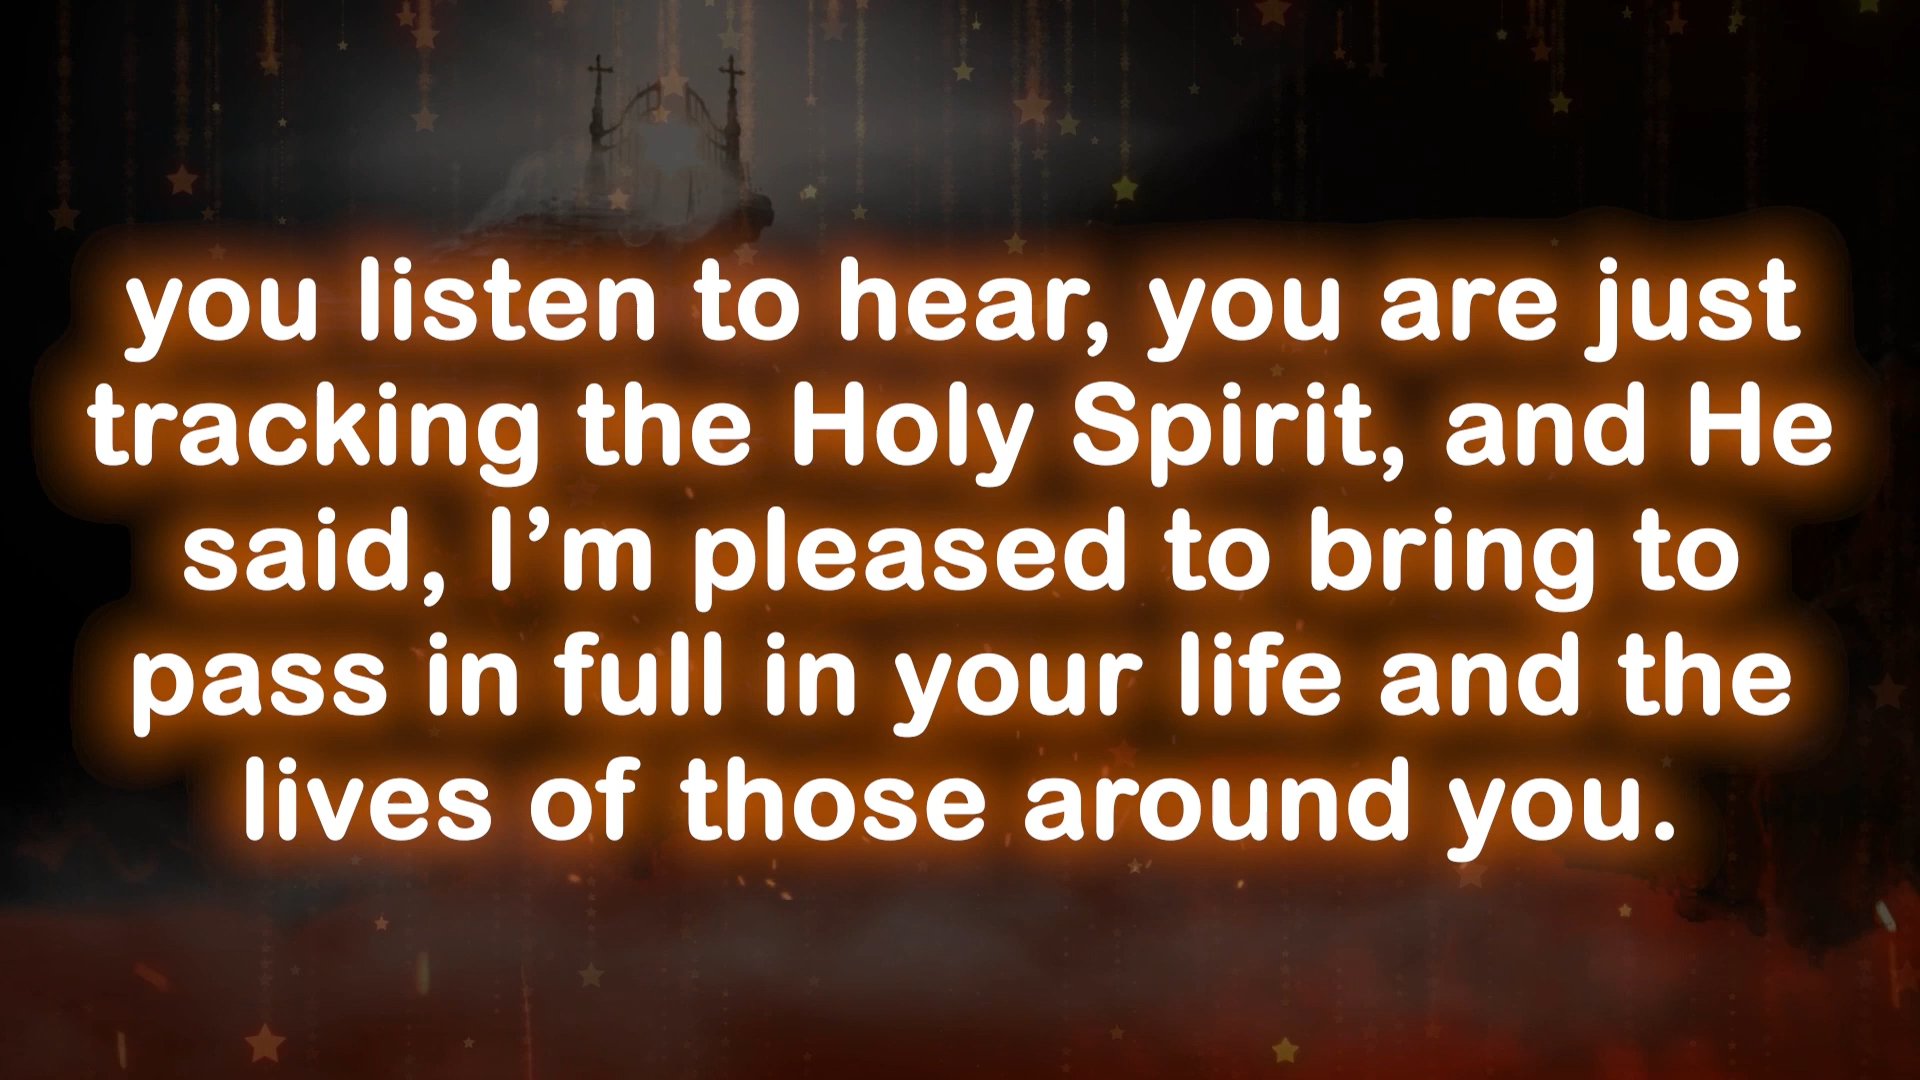 you listen to hear, you are just
tracking the Holy Spirit, and He
said, I’m pleased to bring to
pass in full in your life and the
lives of those around you.